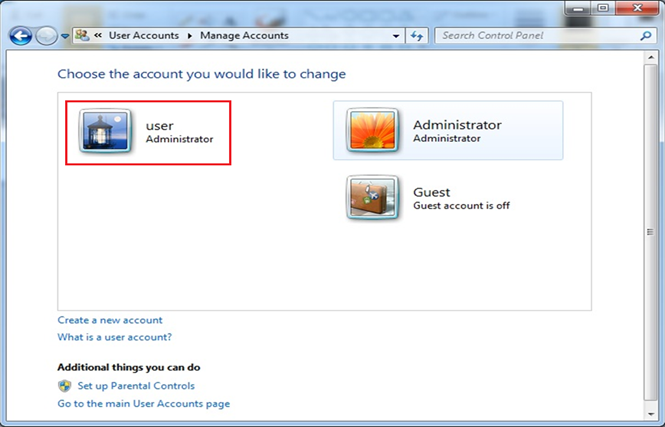 « User Accounts ▸ Manage Accounts
Search Control Panel
Choose the account you would like to change
user
Administrator
Administrator
Administrator
Guest
Guest account is off
Create a new account
What is a user account?
Additional things you can do
Set up Parental Controls
Go to the main User Accounts page